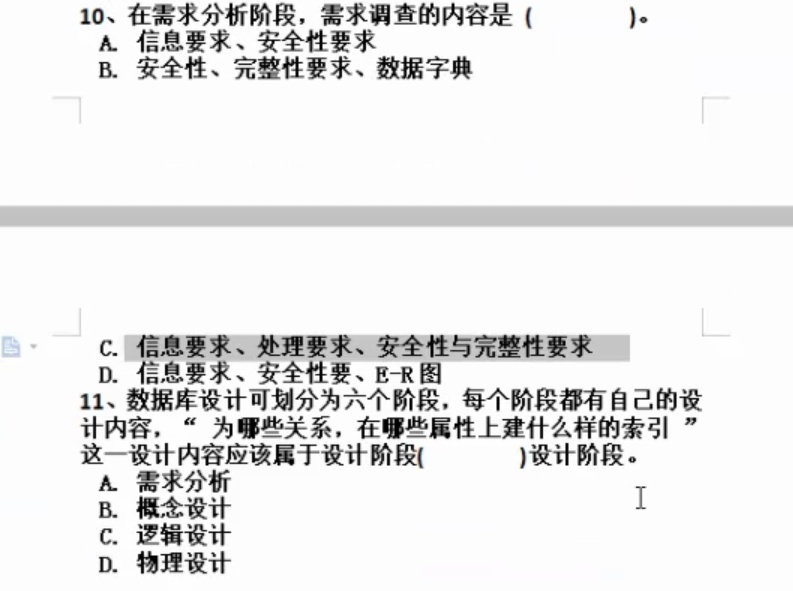 10、在需求分析阶段，需求调查的内容是（ ）。
A. 信息要求、安全性要求
B. 安全性、完整性要求、数据字典
C. 信息要求、处理要求、安全性与完整性要求
D. 信息要求、安全性要、E-R图
11、数据库设计可划分为六个阶段，每个阶段都有自己的设
计内容，“ 为哪些关系，在哪些属性上建什么样的索引 ”
这一设计内容应该属于设计阶段( )设计阶段。
A. 需求分析
B. 概念设计
C. 逻辑设计
D. 物理设计